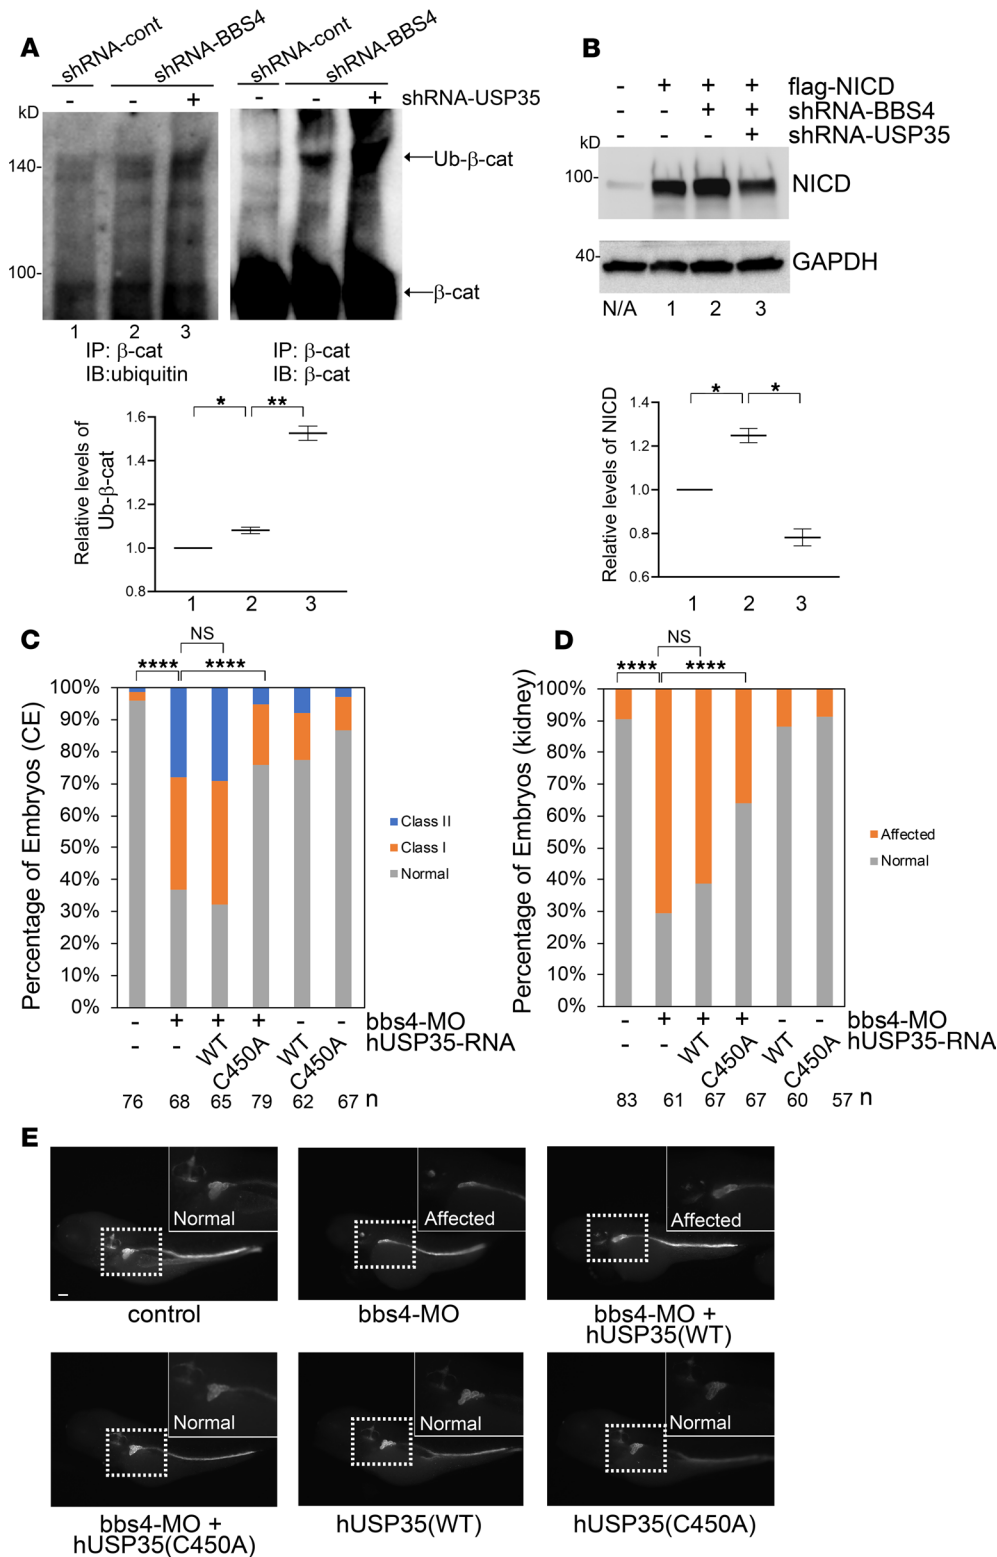 A
shRNA-cont
shRNA-BBS4
shRNA-cont
shRNA-BBS4
- - + - - + shRNA-USP35
kD
140-
100-
Ub-β-cat
β-cat
1 2 3
IP: β-cat
IB:ubiquitin
IP: β-cat
IB: β-cat
* **
Relative levels of
Ub-β-cat
1.6
1.4
1.2
1.0
0.8
1 2 3
B
- + + + flag-NICD
- - + + shRNA-BBS4
- - - + shRNA-USP35
kD
100-
NICD
40-
GAPDH
N/A 1 2 3
* *
Relative levels of NICD
1.4
1.2
1.0
0.8
0.6
1 2 3
C
NS
**** ****
Percentage of Embryos (CE)
100%
90%
80%
70%
60%
50%
40%
30%
20%
10%
0%
Class II
Class I
Normal
- + + + - - bbs4-MO
- - WT C450A WT C450A hUSP35-RNA
76 68 65 79 62 67 n
D
NS
**** ****
Percentage of Embryos (kidney)
100%
90%
80%
70%
60%
50%
40%
30%
20%
10%
0%
Affected
Normal
- + + + - - bbs4-MO
- - WT C450A WT C450A hUSP35-RNA
83 61 67 67 60 57 n
E
Normal
control
Affected
bbs4-MO
Affected
bbs4-MO +
hUSP35(WT)
Normal
bbs4-MO +
hUSP35(C450A)
Normal
hUSP35(WT)
Normal
hUSP35(C450A)